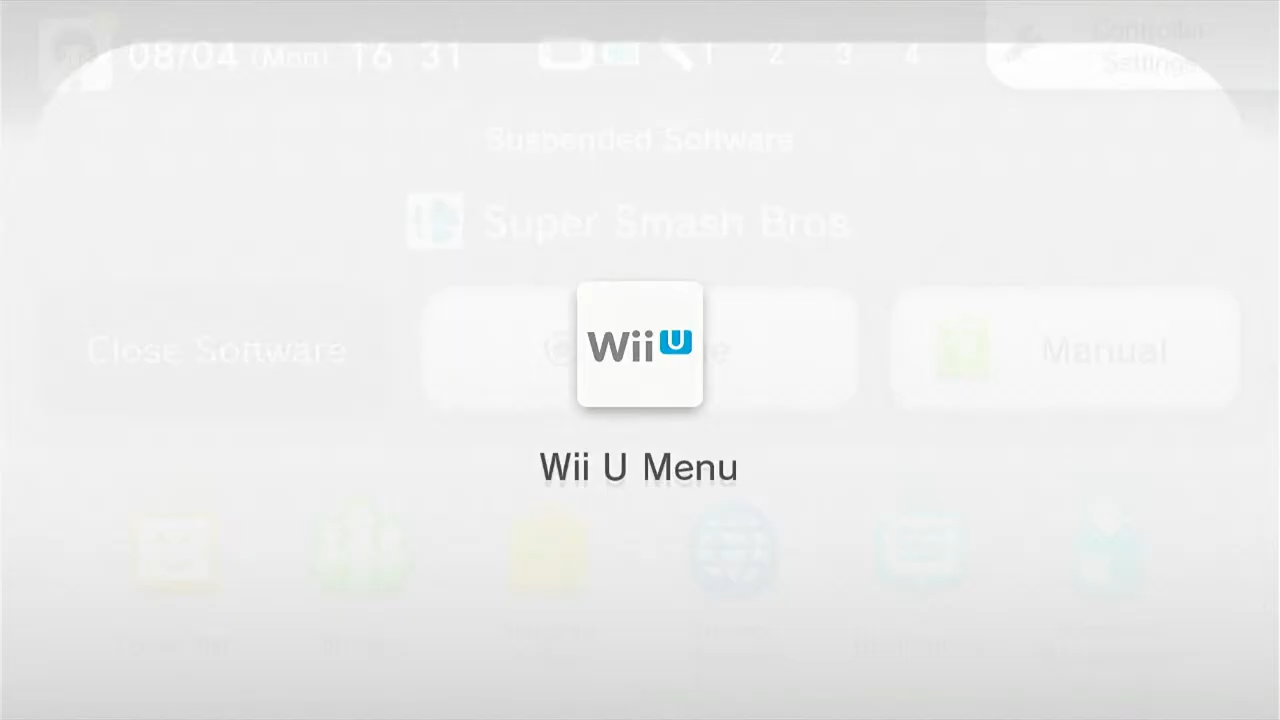 08/04 (Mon) 16 31
1 2 3 4
Controller
Settings
Suspended Software
Super Smash Bros
Close Software
Manual
Wii U
Wii U Menu